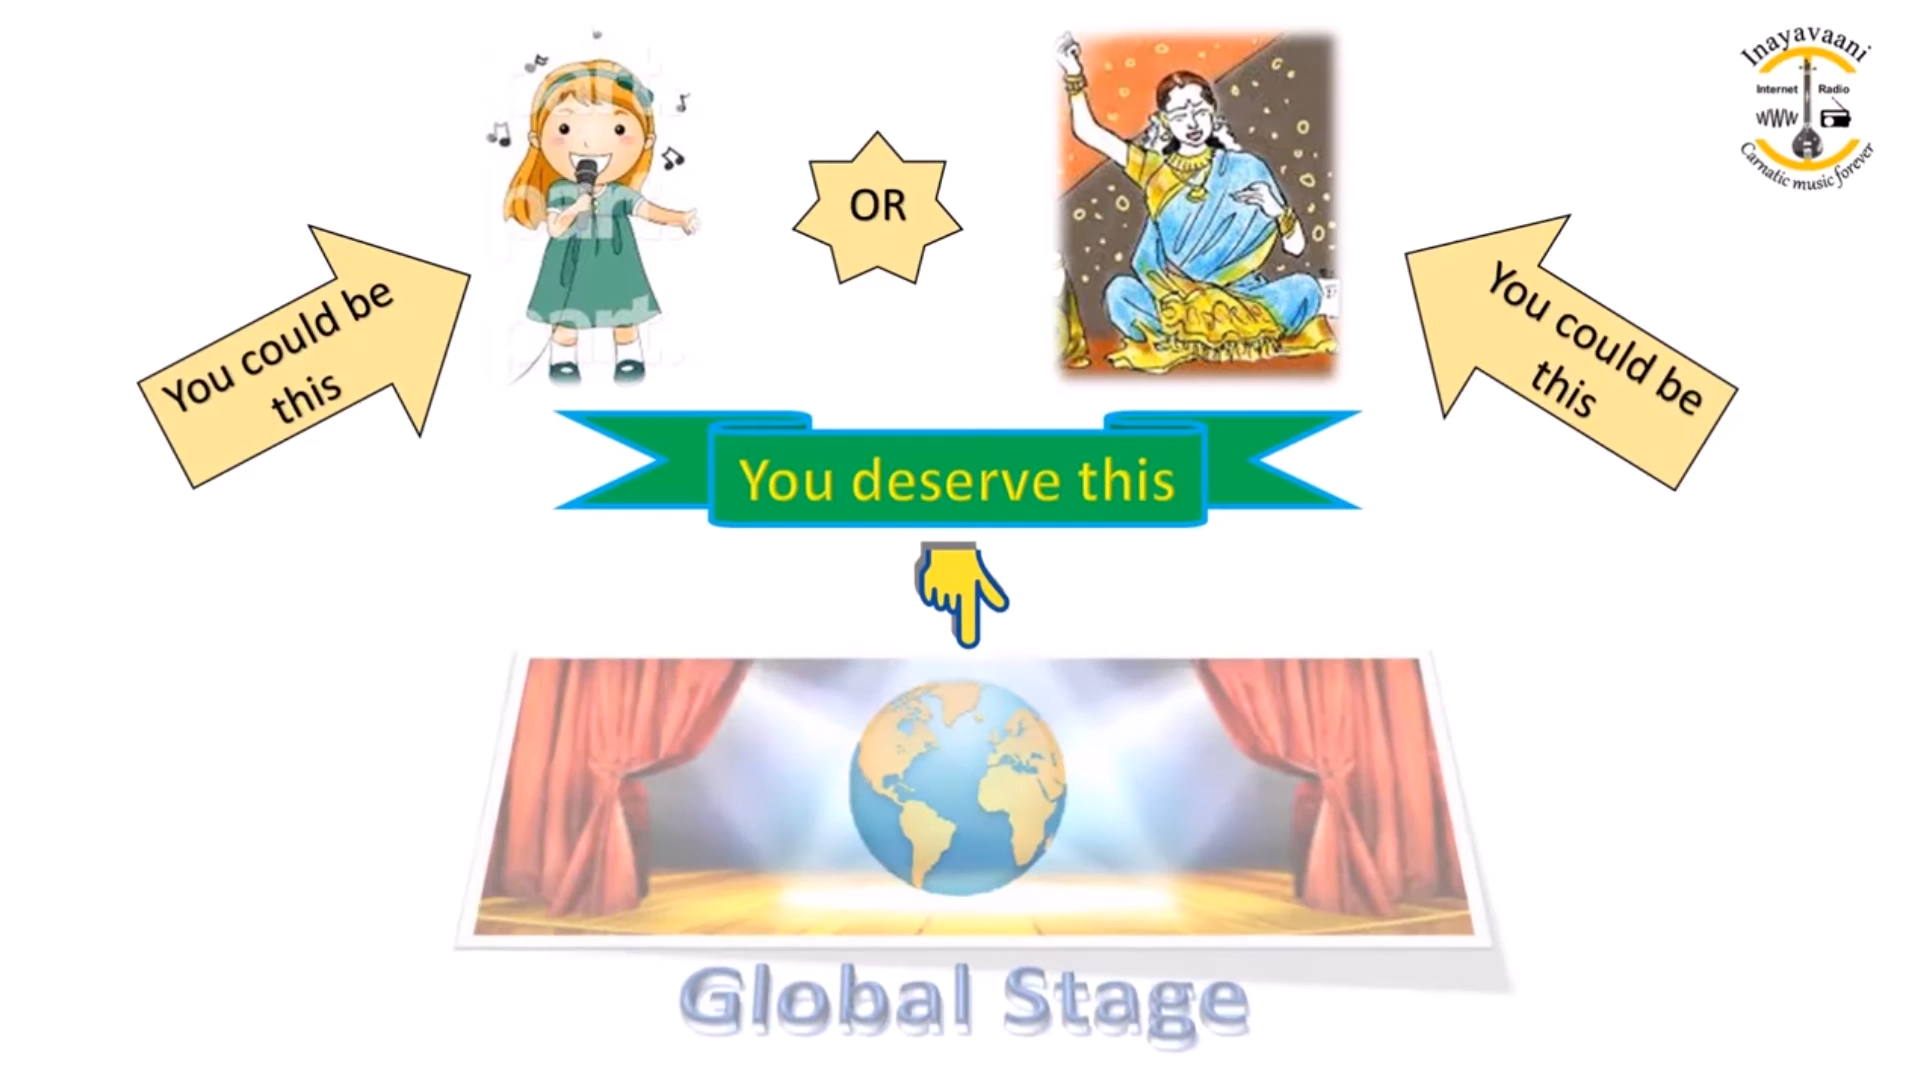 Inayavaani
Internet Radio
WWW
Carnatic music forever
OR
You could be
this
You could be
this
You deserve this
Global Stage